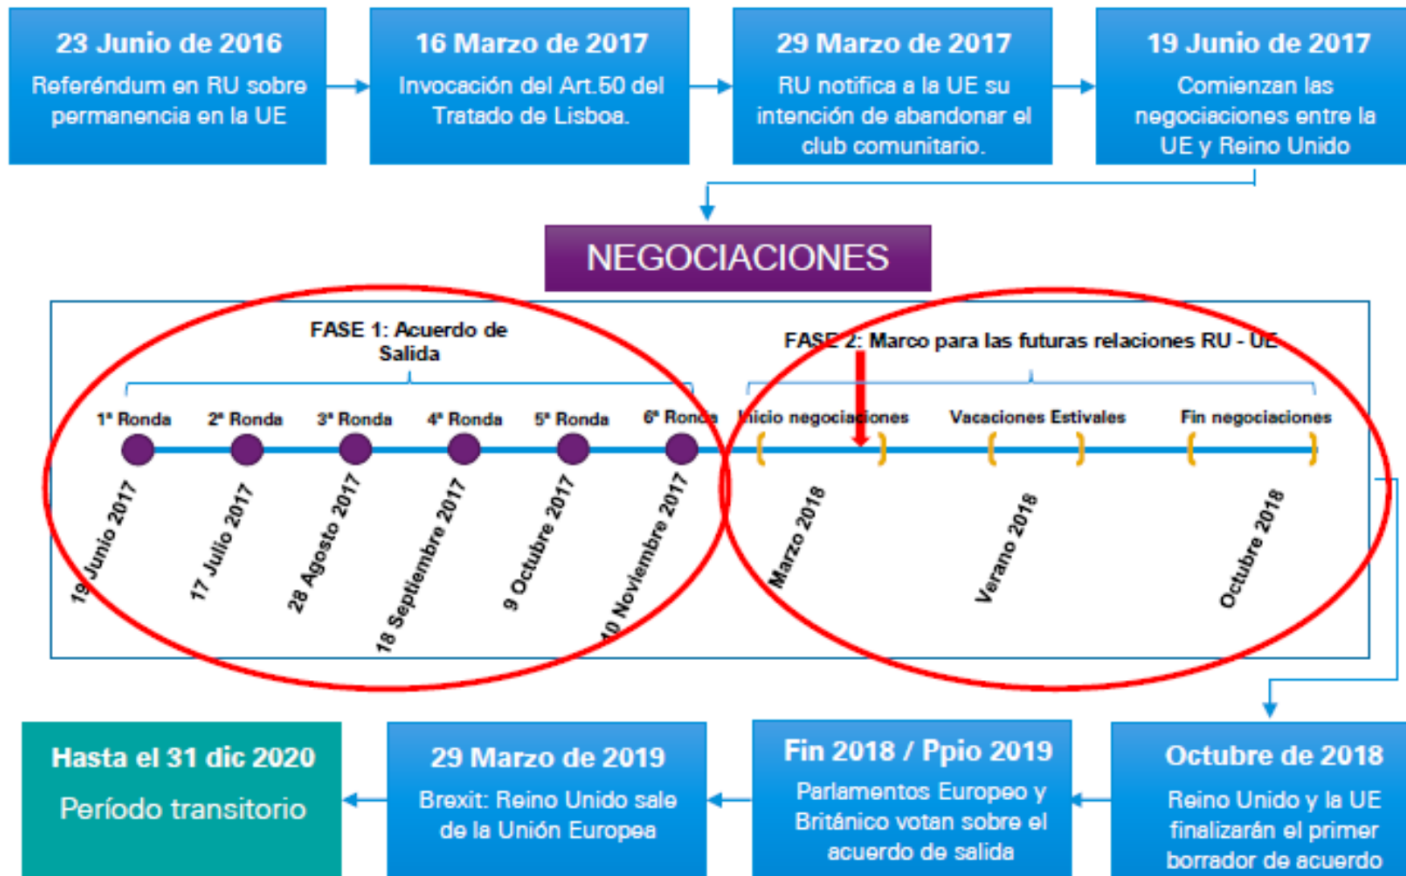 23 Junio de 2016
Referéndum en RU sobre
permanencia en la UE
16 Marzo de 2017
Invocación del Art.50 del
Tratado de Lisboa.
29 Marzo de 2017
RU notifica a la UE su
intención de abandonar el
club comunitario.
19 Junio de 2017
Comienzan las
negociaciones entre la
UE y Reino Unido
NEGOCIACIONES
FASE 1: Acuerdo de
Salida
1ª Ronda
2ª Ronda
3ª Ronda
4ª Ronda
5ª Ronda
6ª Ronda
19 Junio 2017
17 Julio 2017
28 Agosto 2017
18 Septiembre 2017
9 Octubre 2017
10 Noviembre 2017
FASE 2: Marco para las futuras relaciones RU - UE
Inicio negociaciones
Vacaciones Estivales
Fin negociaciones
Marzo 2018
Verano 2018
Octubre 2018
Octubre de 2018
Reino Unido y la UE
finalizarán el primer
borrador de acuerdo
Fin 2018 / Ppio 2019
Parlamentos Europeo y
Británico votan sobre el
acuerdo de salida
29 Marzo de 2019
Brexit: Reino Unido sale
de la Unión Europea
Hasta el 31 dic 2020
Período transitorio